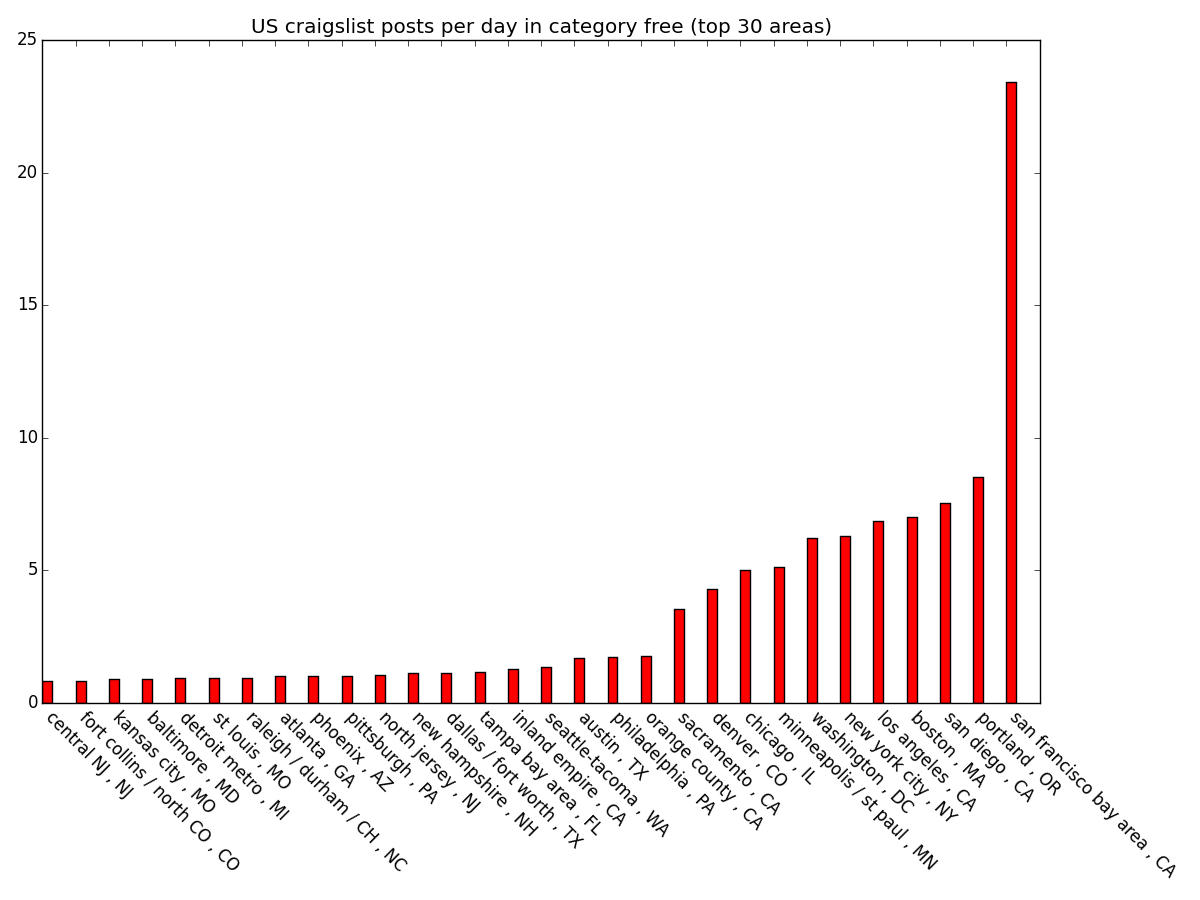 US craigslist posts per day in category free (top 30 areas)
25
20
15
10
5
0
central NJ , NJ
fort collins / north CO , CO
kansas city , MO
baltimore , MD
detroit metro , MI
st louis , MO
raleigh / durham / CH , NC
atlanta , GA
phoenix , AZ
pittsburgh , PA
north jersey , NJ
new hampshire , NH
dallas / fort worth , TX
tampa bay area , FL
inland empire , CA
seattle-tacoma , WA
austin , TX
philadelphia , PA
orange county , CA
sacramento , CA
denver , CO
chicago , IL
minneapolis / st paul , MN
washington , DC
new york city , NY
los angeles , CA
boston , MA
san diego , CA
portland , OR
san francisco bay area , CA